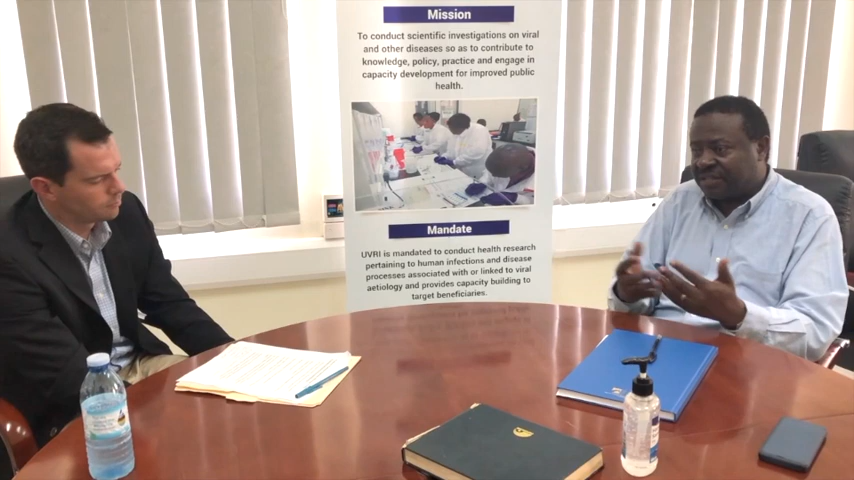 Mission
To conduct scientific investigations on viral
and other diseases so as to contribute to
knowledge, policy, practice and engage in
capacity development for improved public
health.
Mandate
UVRI is mandated to conduct health research
pertaining to human infections and disease
processes associated with or linked to viral
aetiology and provides capacity building to
target beneficiaries.